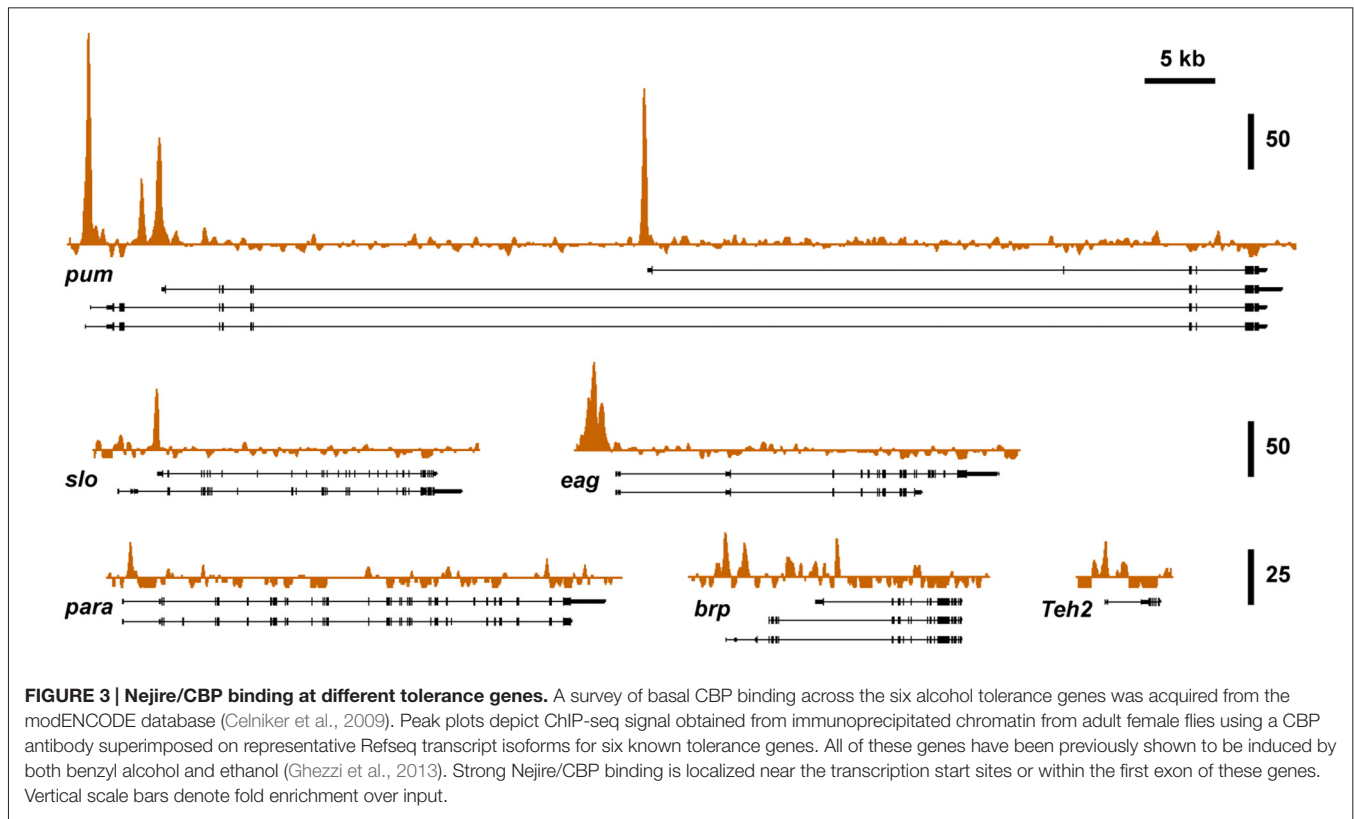 5 kb
50
pum
50
slo
eag
25
para
brp
Teh2
FIGURE 3 | Nejire/CBP binding at different tolerance genes. A survey of basal CBP binding across the six alcohol tolerance genes was acquired from the
modENCODE database (Celniker et al., 2009). Peak plots depict ChIP-seq signal obtained from immunoprecipitated chromatin from adult female flies using a CBP
antibody superimposed on representative Refseq transcript isoforms for six known tolerance genes. All of these genes have been previously shown to be induced by
both benzyl alcohol and ethanol (Ghezzi et al., 2013). Strong Nejire/CBP binding is localized near the transcription start sites or within the first exon of these genes.
Vertical scale bars denote fold enrichment over input.